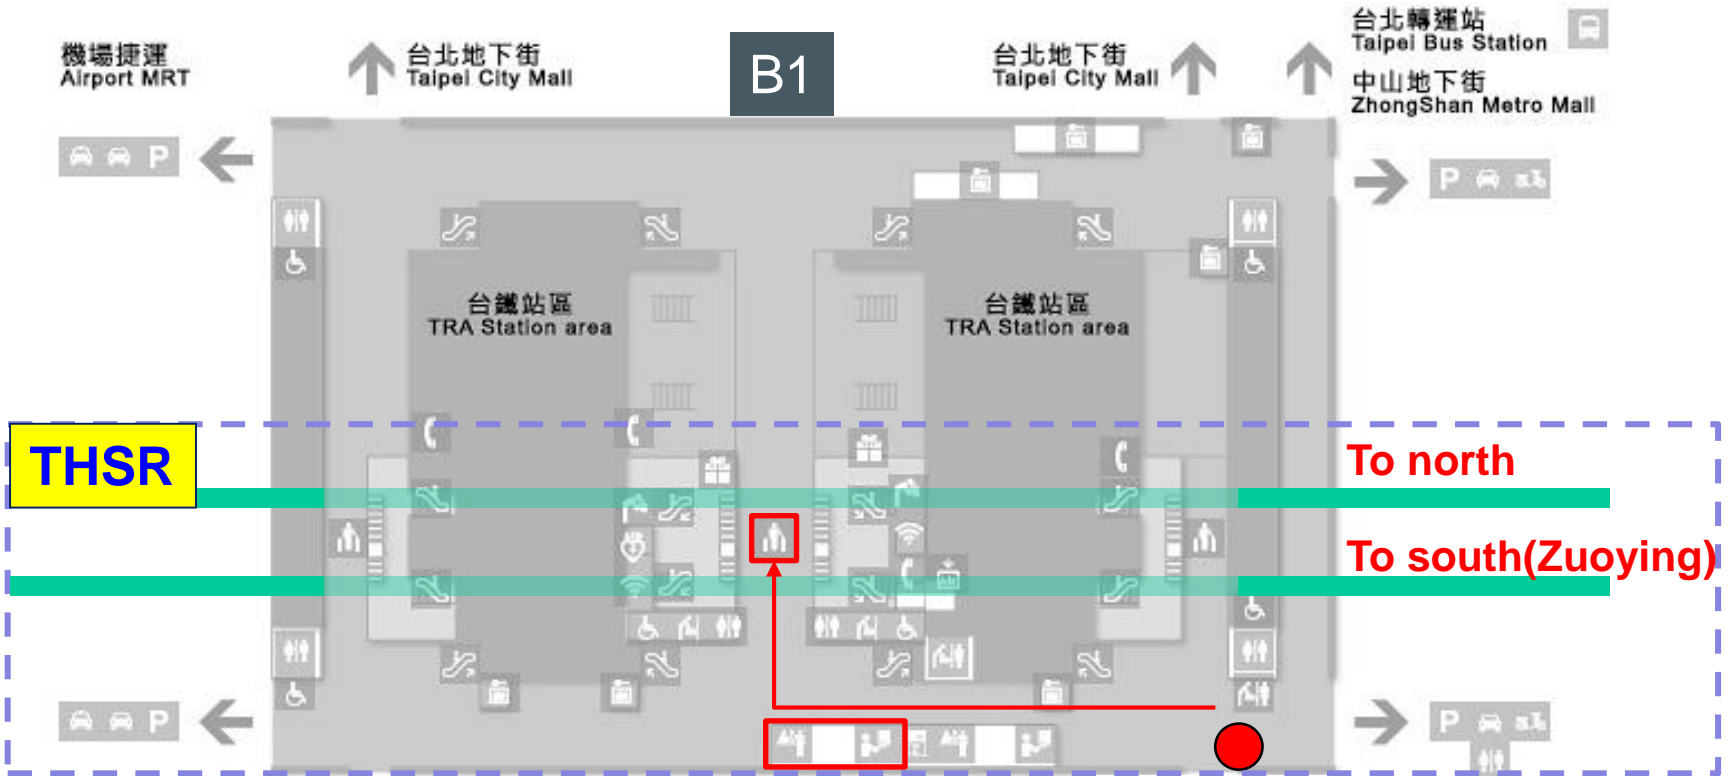 機場捷運
Airport MRT
台北地下街
Taipei City Mall
B1
台北地下街
Taipei City Mall
台北轉運站
Taipei Bus Station
中山地下街
ZhongShan Metro Mall
P
P
台鐵站區
TRA Station area
台鐵站區
TRA Station area
THSR
To north
To south(Zuoying)
P
P